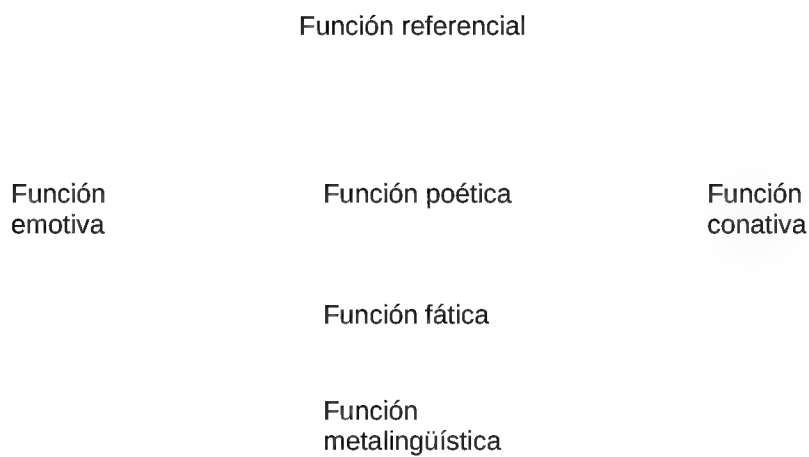 Función referencial
Función
emotiva
Función poética
Función
conativa
Función fática
Función
metalingüística